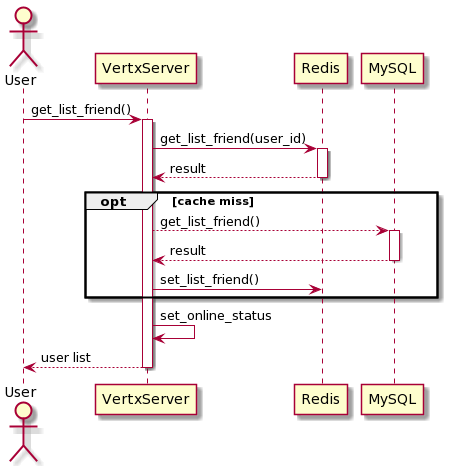 User
VertxServer
Redis
MySQL
get_list_friend()
get_list_friend(user_id)
result
opt [cache miss]
get_list_friend()
result
set_list_friend()
set_online_status
user list
User
VertxServer
Redis
MySQL